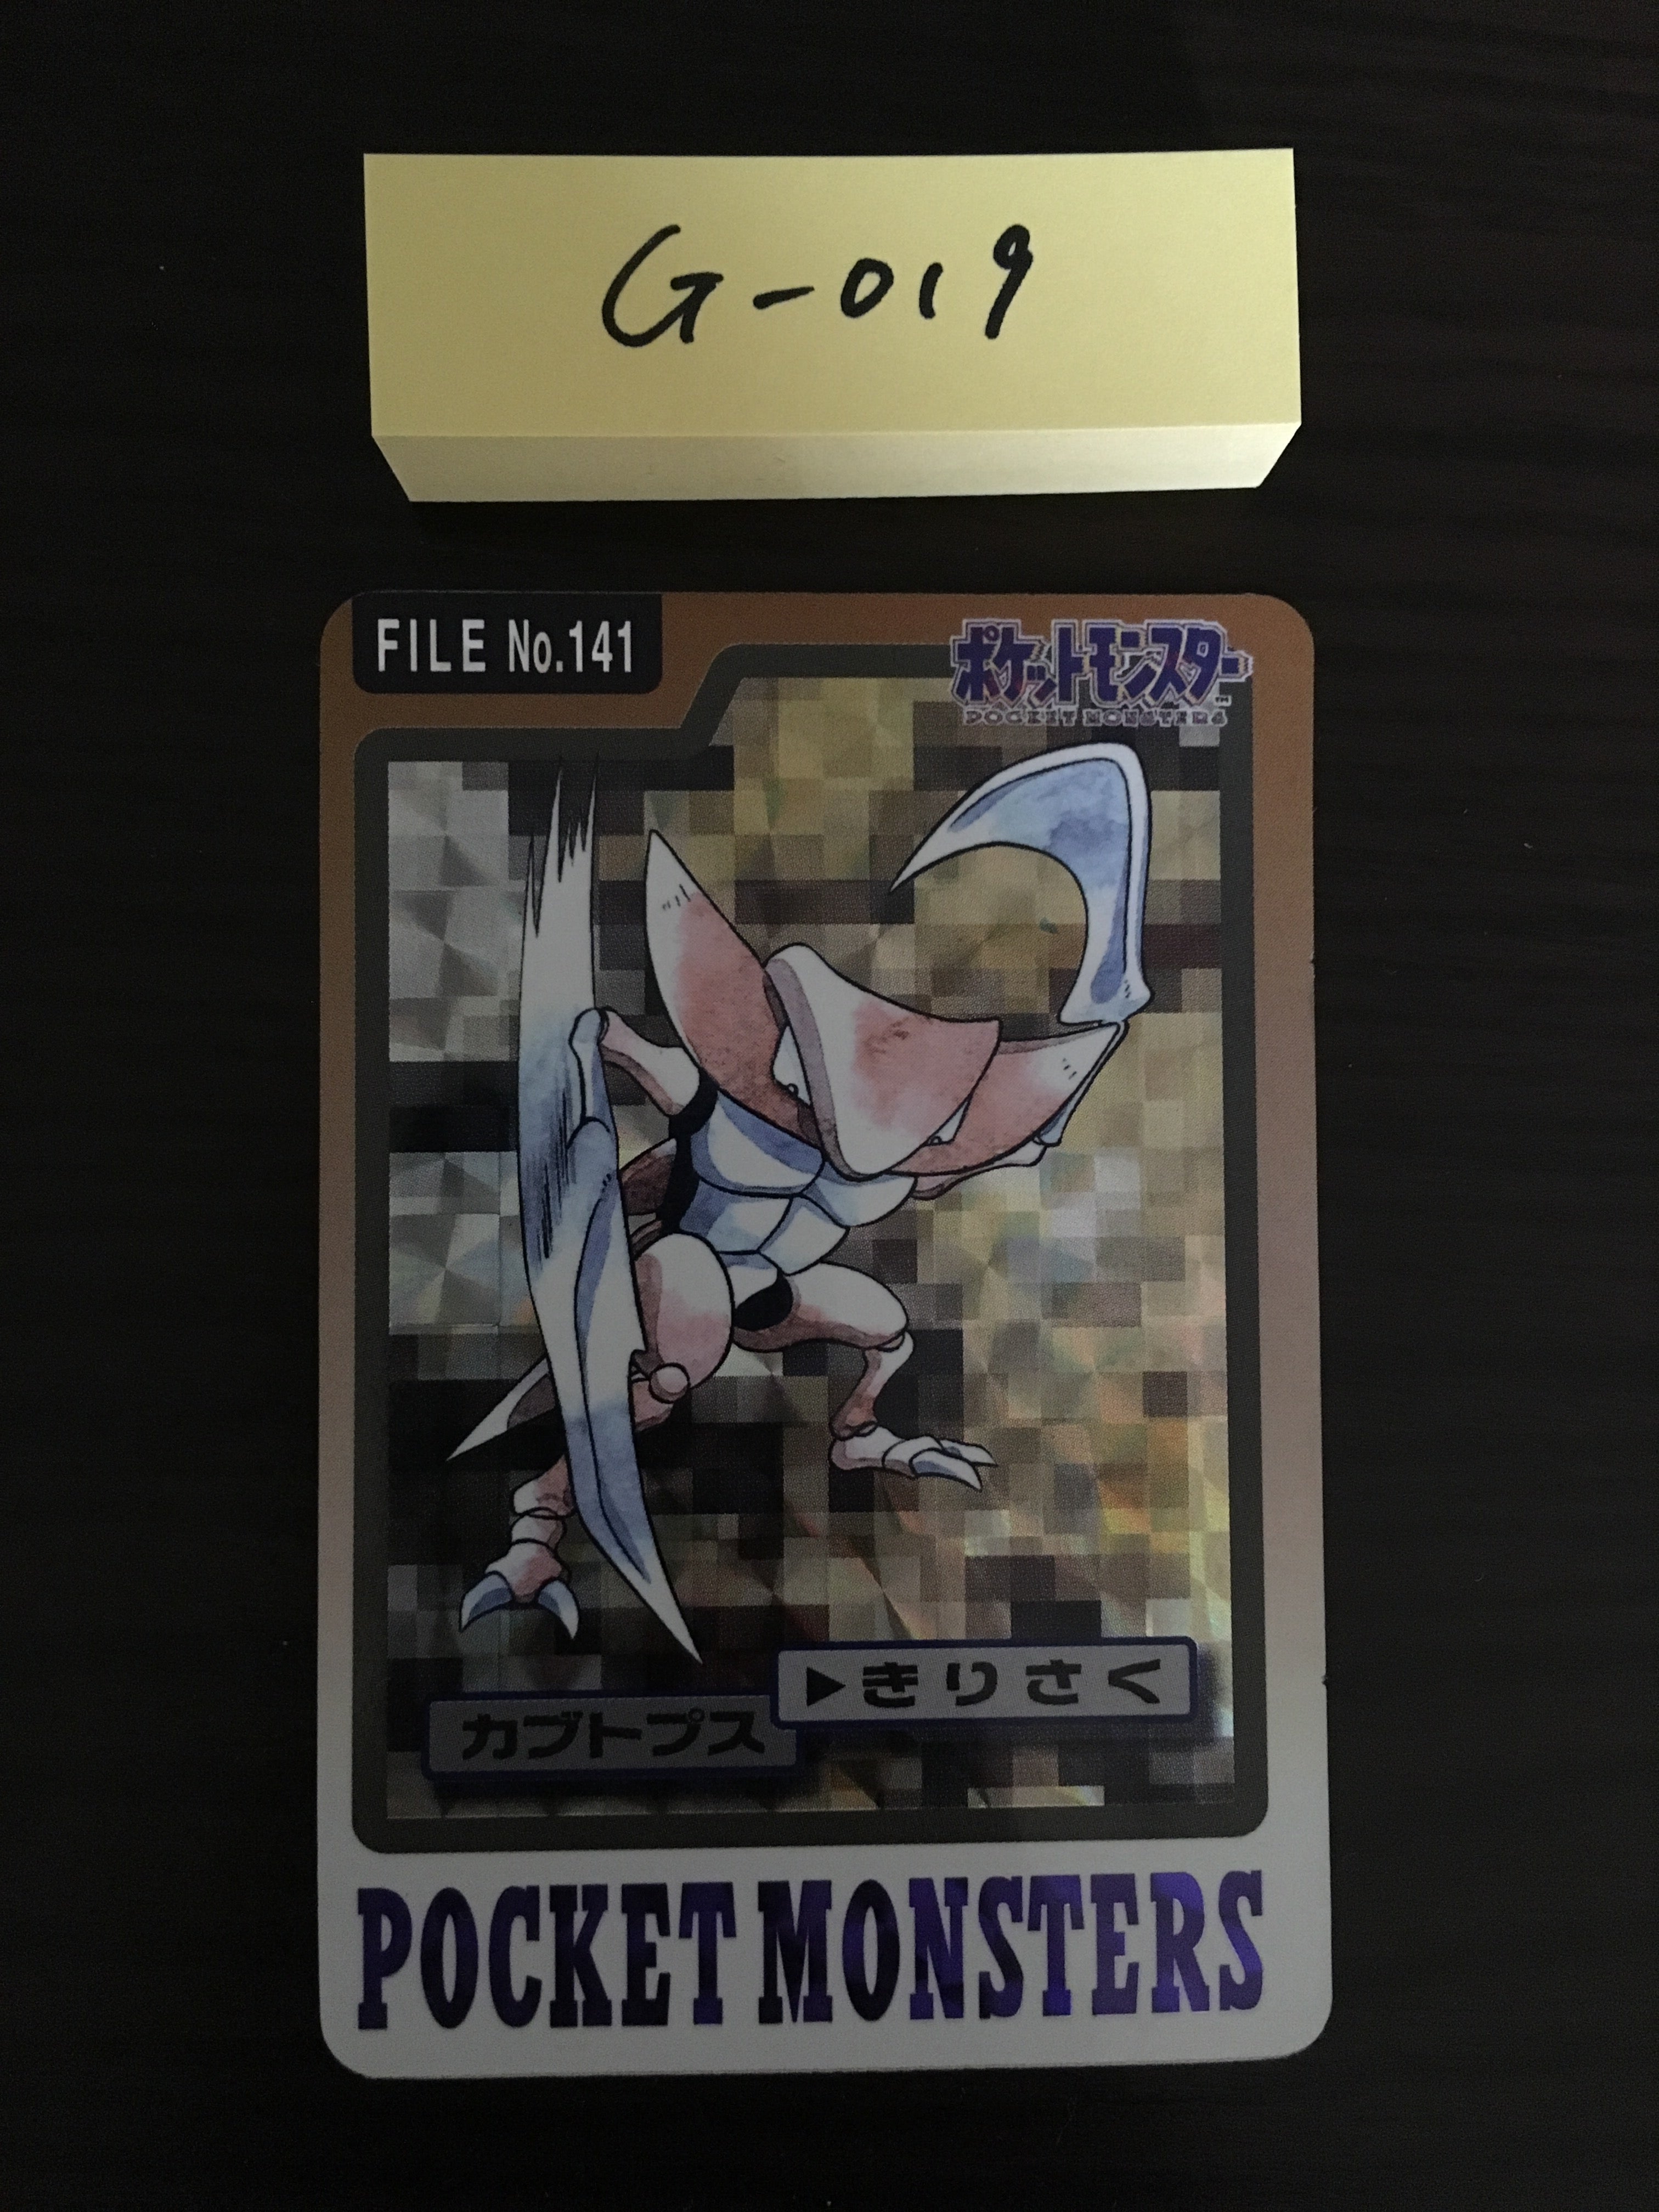 G-019
FILE No.141
ポケットモンスター
POCKET MONSTERS
▶きりさく
カブトプス
POCKET MONSTERS